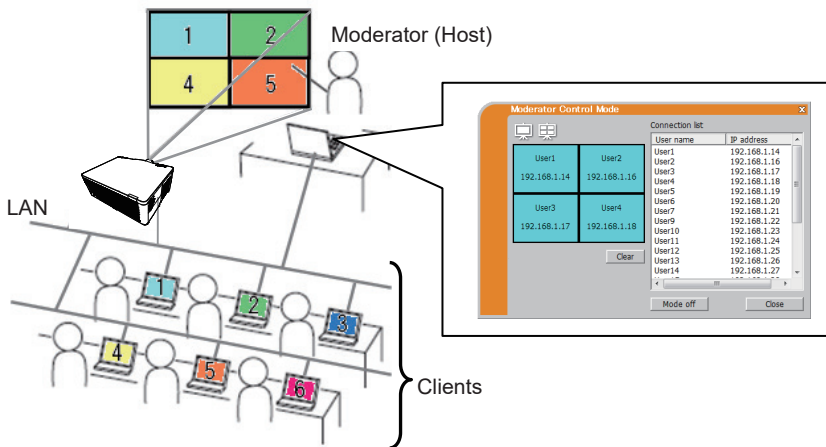 1
2
4
5
Moderator (Host)
LAN
1
2
3
4
5
6
Clients
Moderator Control Mode x
Connection list
User name IP address
User1 192.168.1.14
User2 192.168.1.16
User3 192.168.1.17
User4 192.168.1.18
User5 192.168.1.19
User6 192.168.1.20
User7 192.168.1.21
User9 192.168.1.22
User10 192.168.1.23
User11 192.168.1.24
User12 192.168.1.25
User13 192.168.1.26
User14 192.168.1.27
User1
192.168.1.14
User2
192.168.1.16
User3
192.168.1.17
User4
192.168.1.18
Clear
Mode off
Close